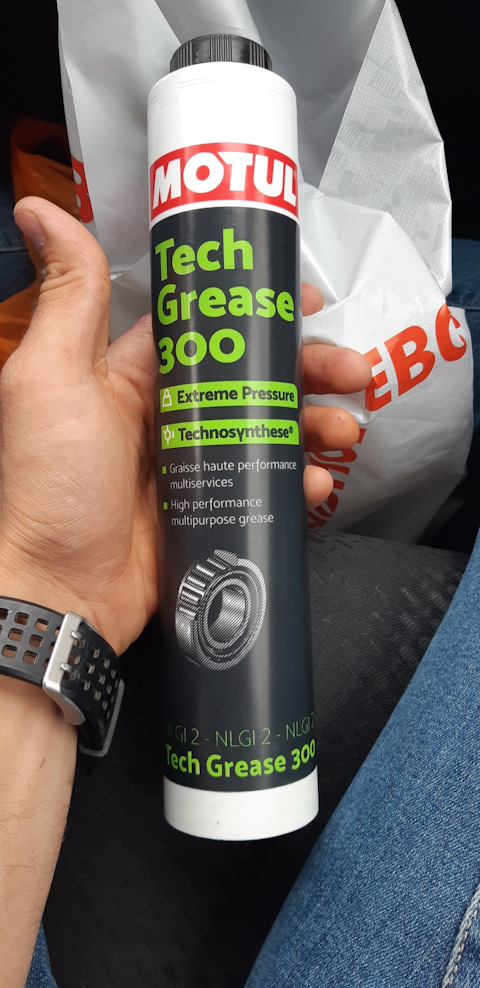 MOTUL
Tech
Grease
300
Extreme Pressure
Technosynthese®
Graisse haute performance
multiservices
High performance
multipurpose grease
NLGI 2 - NLGI 2 - NLGI 2
Tech Grease 300
EBC